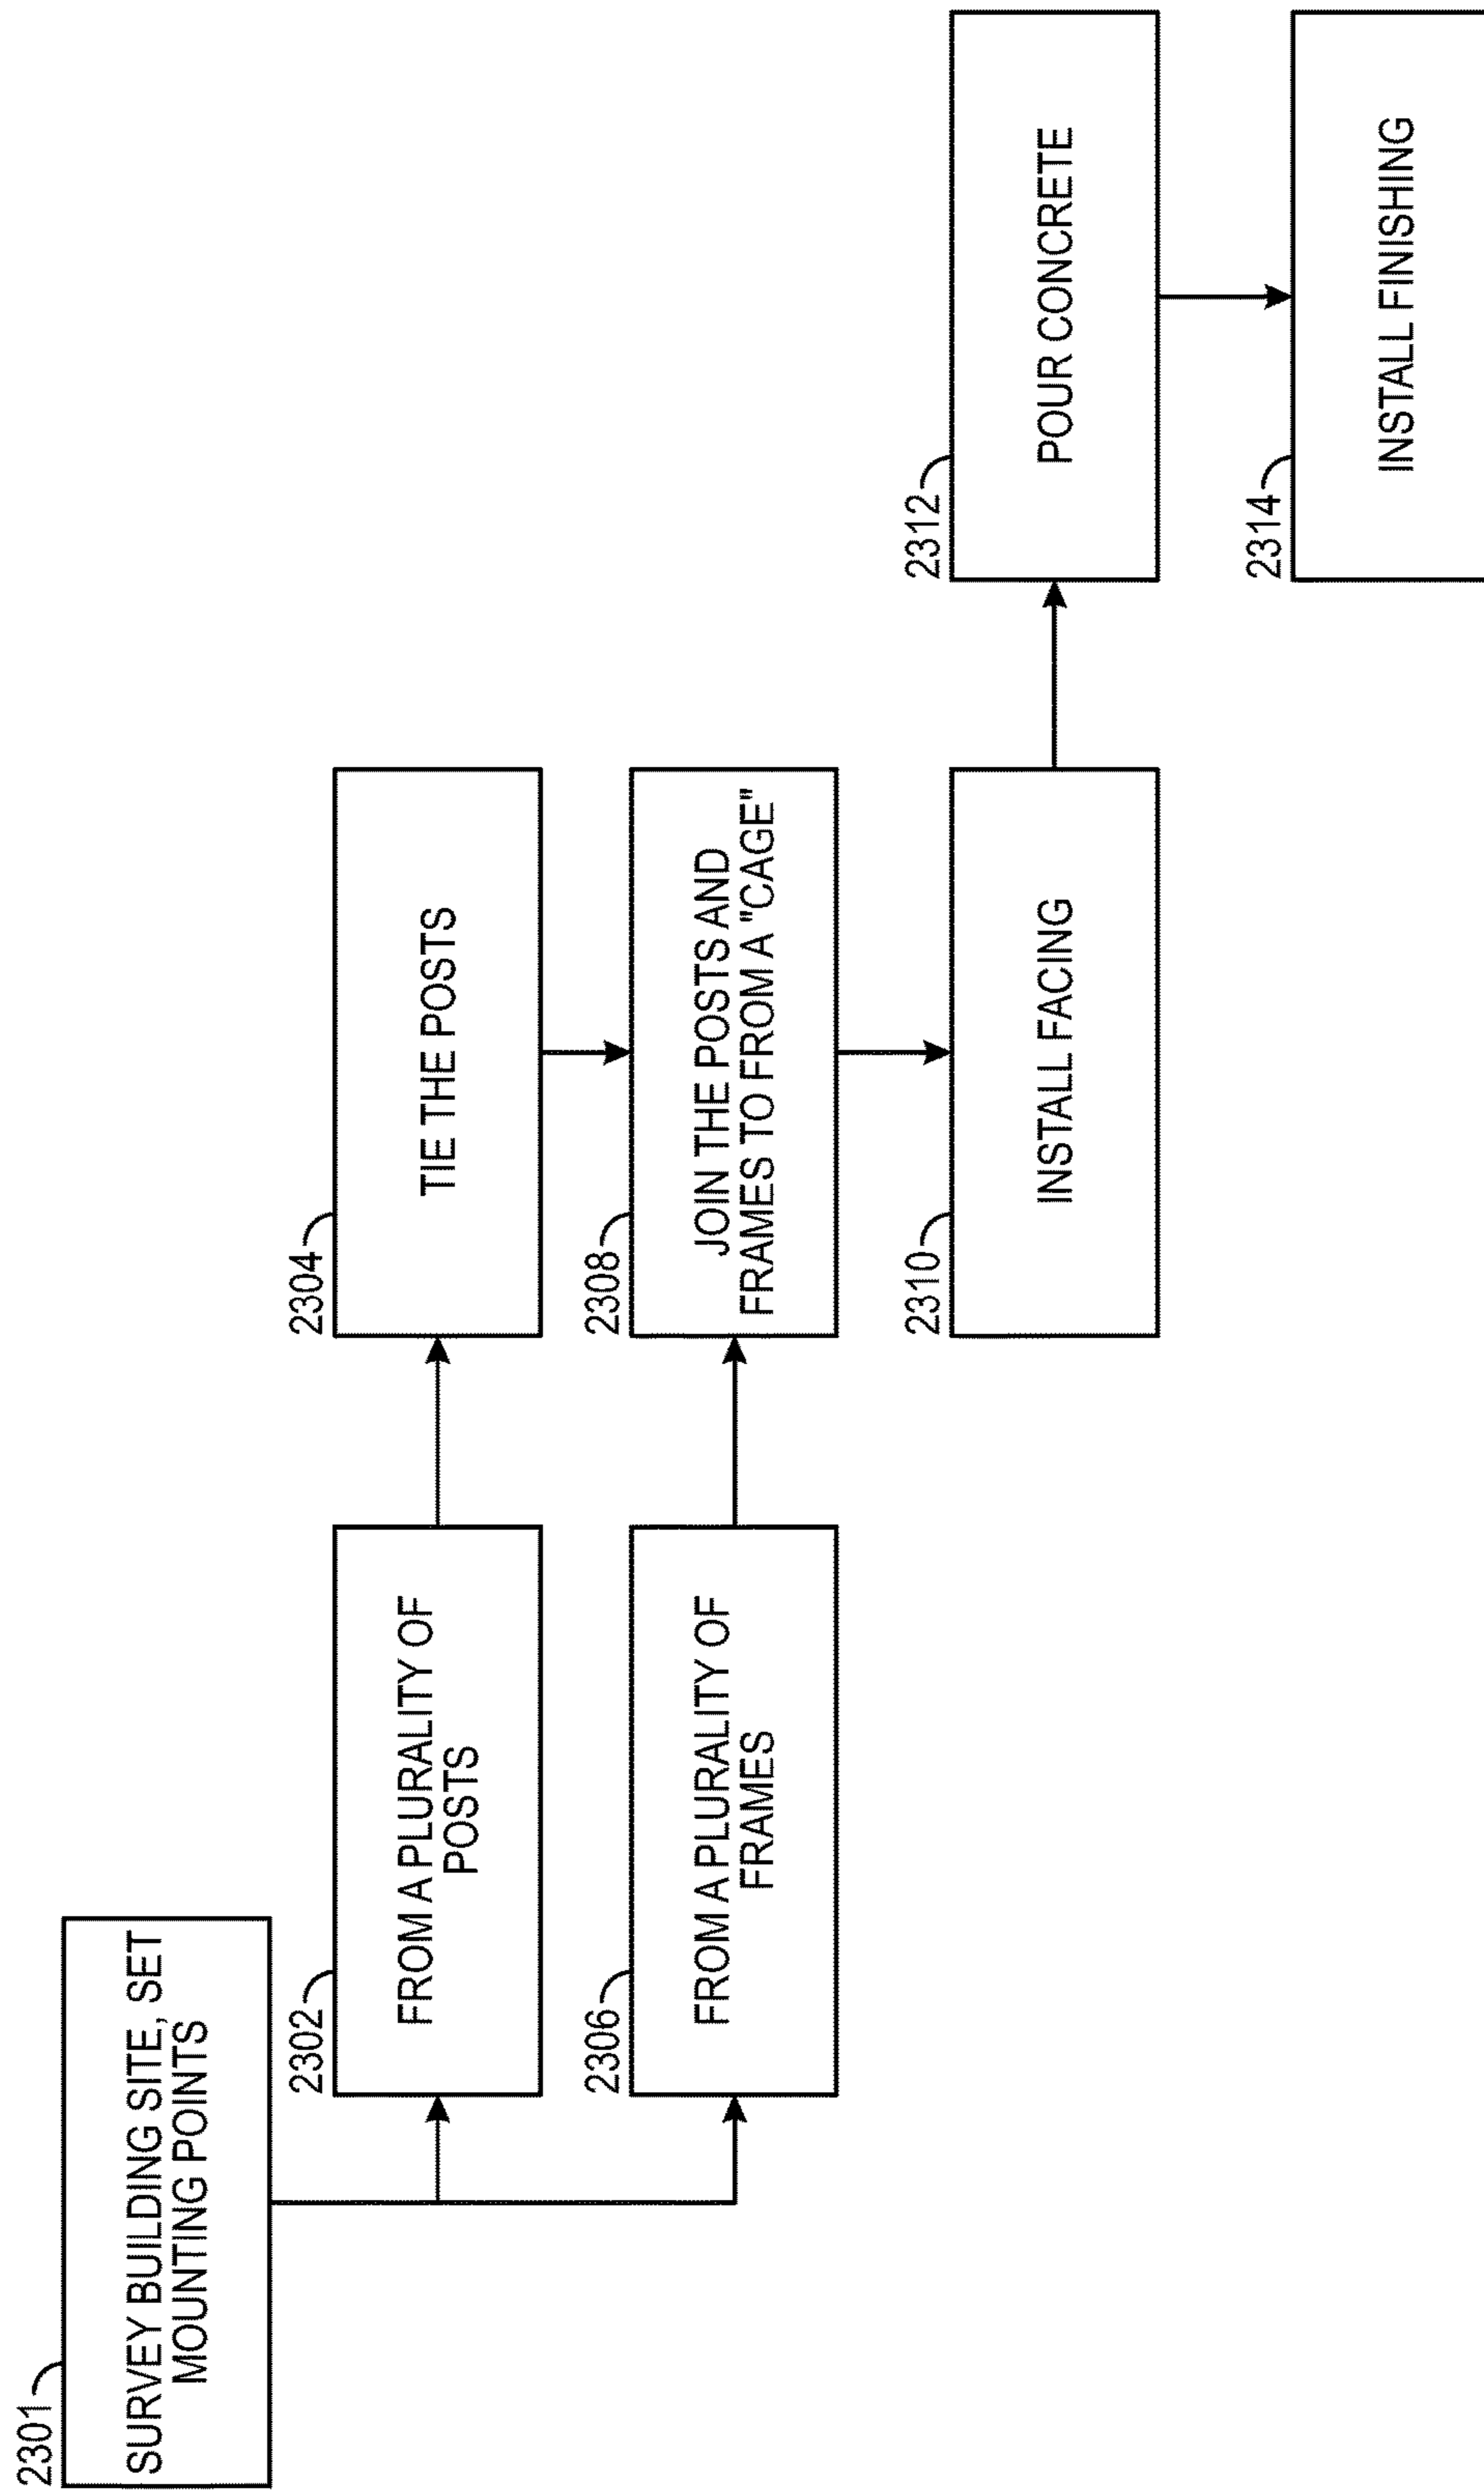 2301
SURVEY BUILDING SITE, SET
MOUNTING POINTS
2302
FROM A PLURALITY OF
POSTS
2304
TIE THE POSTS
2306
FROM A PLURALITY OF
FRAMES
2308
JOIN THE POSTS AND
FRAMES TO FROM A "CAGE"
2310
INSTALL FACING
2312
POUR CONCRETE
2314
INSTALL FINISHING